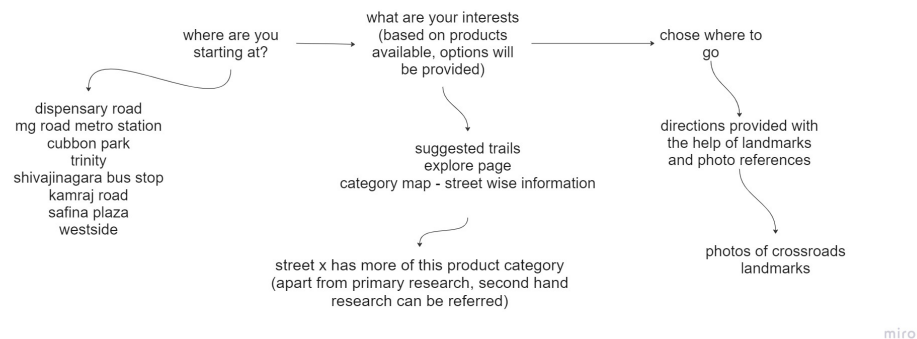 where are you
starting at?
what are your interests
(based on products
available, options will
be provided)
chose where to
go
dispensary road
mg road metro station
cubbon park
trinity
shivajinagara bus stop
kamraj road
safina plaza
westside
suggested trails
explore page
category map - street wise information
directions provided with
the help of landmarks
and photo references
street x has more of this product category
(apart from primary research, second hand
research can be referred)
photos of crossroads
landmarks
miro